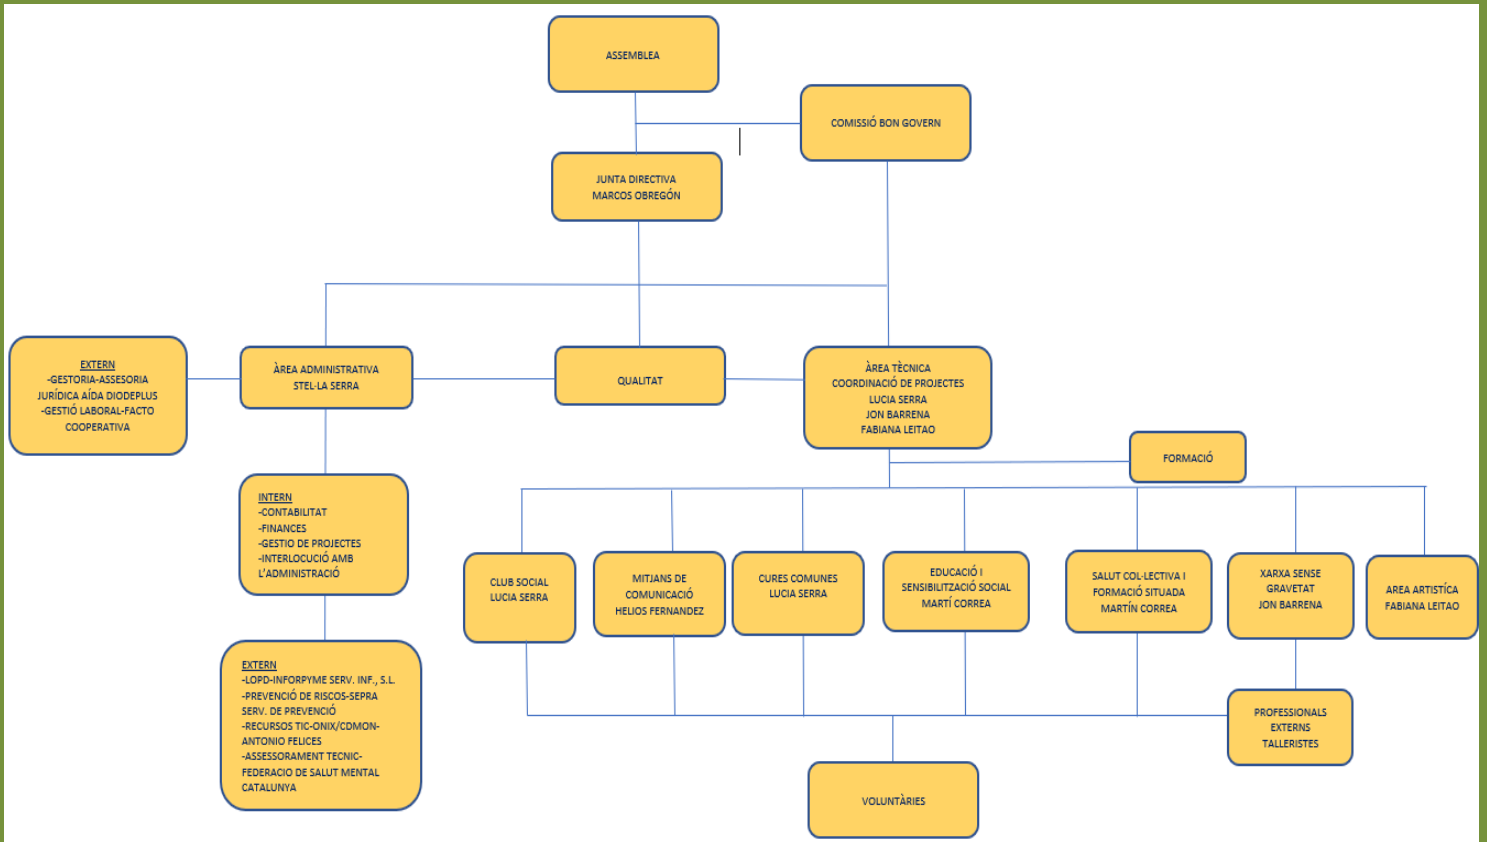 ASSEMBLEA
COMISSIÓ BON GOVERN
JUNTA DIRECTIVA
MARCOS OBREGÓN
EXTERN
-GESTORIA-ASSESORIA
JURÍDICA AÍDA DIODEPLUS
-GESTIÓ LABORAL-FACTO
COOPERATIVA
ÀREA ADMINISTRATIVA
STEL·LA SERRA
QUALITAT
ÀREA TÈCNICA
COORDINACIÓ DE PROJECTES
LUCIA SERRA
JON BARRENA
FABIANA LEITAO
FORMACIÓ
INTERN
-CONTABILITAT
-FINANCES
-GESTIO DE PROJECTES
-INTERLOCUCIÓ AMB
L'ADMINISTRACIÓ
CLUB SOCIAL
LUCIA SERRA
MITJANS DE
COMUNICACIÓ
HELIOS FERNANDEZ
CURES COMUNES
LUCIA SERRA
EDUCACIÓ I
SENSIBILITZACIÓ SOCIAL
MARTÍ CORREA
SALUT COL·LECTIVA I
FORMACIÓ SITUADA
MARTÍN CORREA
XARXA SENSE
GRAVETAT
JON BARRENA
AREA ARTISTÍCA
FABIANA LEITAO
EXTERN
-LOPD-INFORPYME SERV. INF., S.L.
-PREVENCIÓ DE RISCOS-SEPRA
SERV. DE PREVENCIÓ
-RECURSOS TIC-ONIX/CDMON-
ANTONIO FELICES
-ASSESSORAMENT TECNIC-
FEDERACIO DE SALUT MENTAL
CATALUNYA
PROFESSIONALS
EXTERNS
TALLERISTES
VOLUNTÀRIES